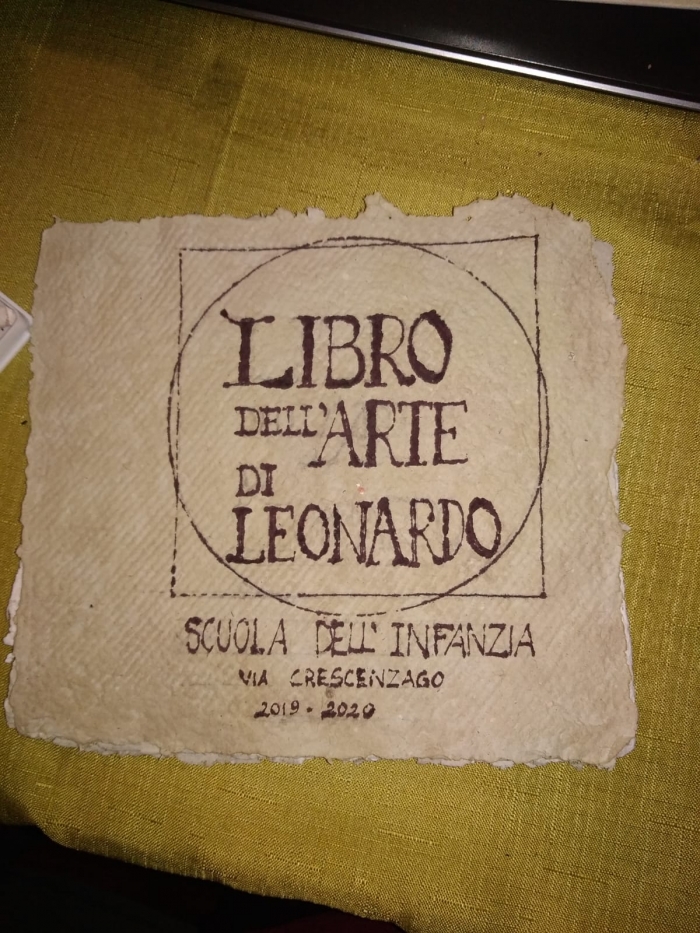 LIBRO
DELL'ARTE
DI
LEONARDO
SCUOLA DELL' INFANZIA
VIA CRESCENZAGO
2019 - 2020